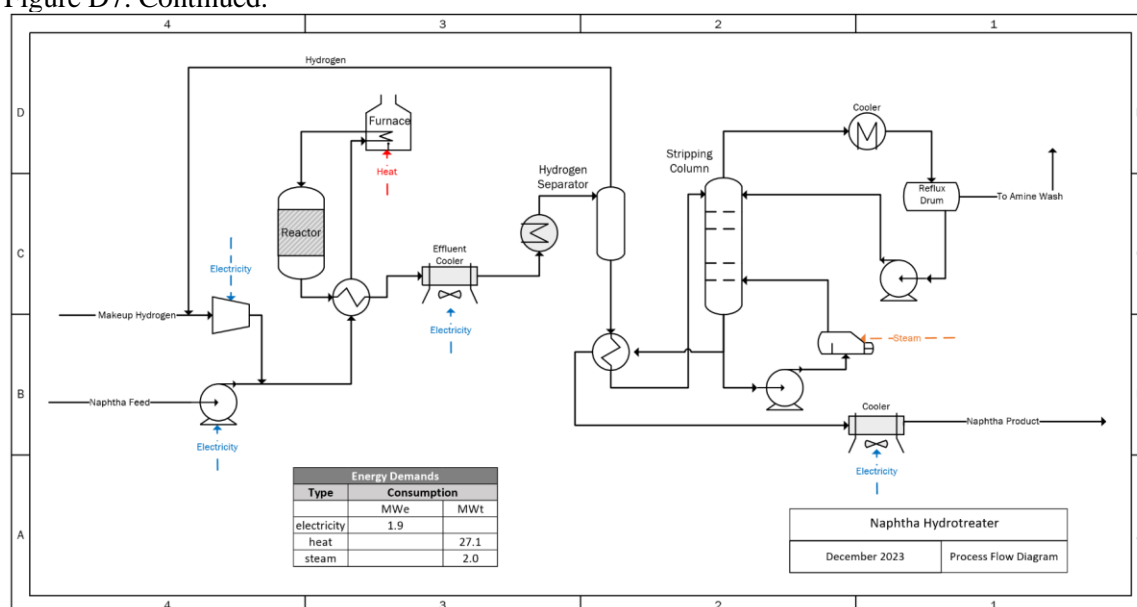 Figure D7. Continued.
4 3 2 1
Hydrogen
D
Furnace
Cooler
Heat
Stripping
Column
Hydrogen
Separator
Reflux
Drum
To Amine Wash
C
Reactor
Effluent
Cooler
Electricity
Electricity
Makeup Hydrogen
Steam
B
Naphtha Feed
Cooler
Naphtha Product
Electricity
Electricity
Energy Demands
Type Consumption
MWe MWt
electricity 1.9
heat 27.1
steam 2.0
A
Naphtha Hydrotreater
December 2023 Process Flow Diagram
4 3 2 1